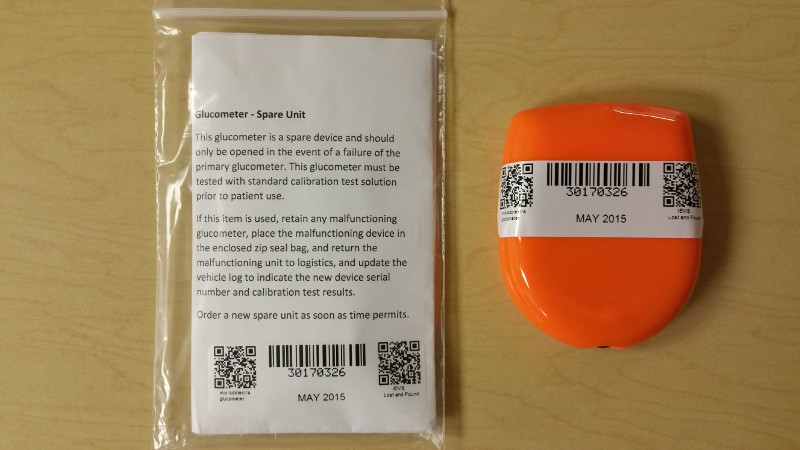 Glucometer - Spare Unit
This glucometer is a spare device and should
only be opened in the event of a failure of the
primary glucometer. This glucometer must be
tested with standard calibration test solution
prior to patient use.
If this item is used, retain any malfunctioning
glucometer, place the malfunctioning device in
the enclosed zip seal bag, and return the
malfunctioning unit to logistics, and update the
vehicle log to indicate the new device serial
number and calibration test results.
Order a new spare unit as soon as time permits.
30170326
glucometer
MAY 2015
Lost and Found
30170326
glucometer
MAY 2015
Lost and Found